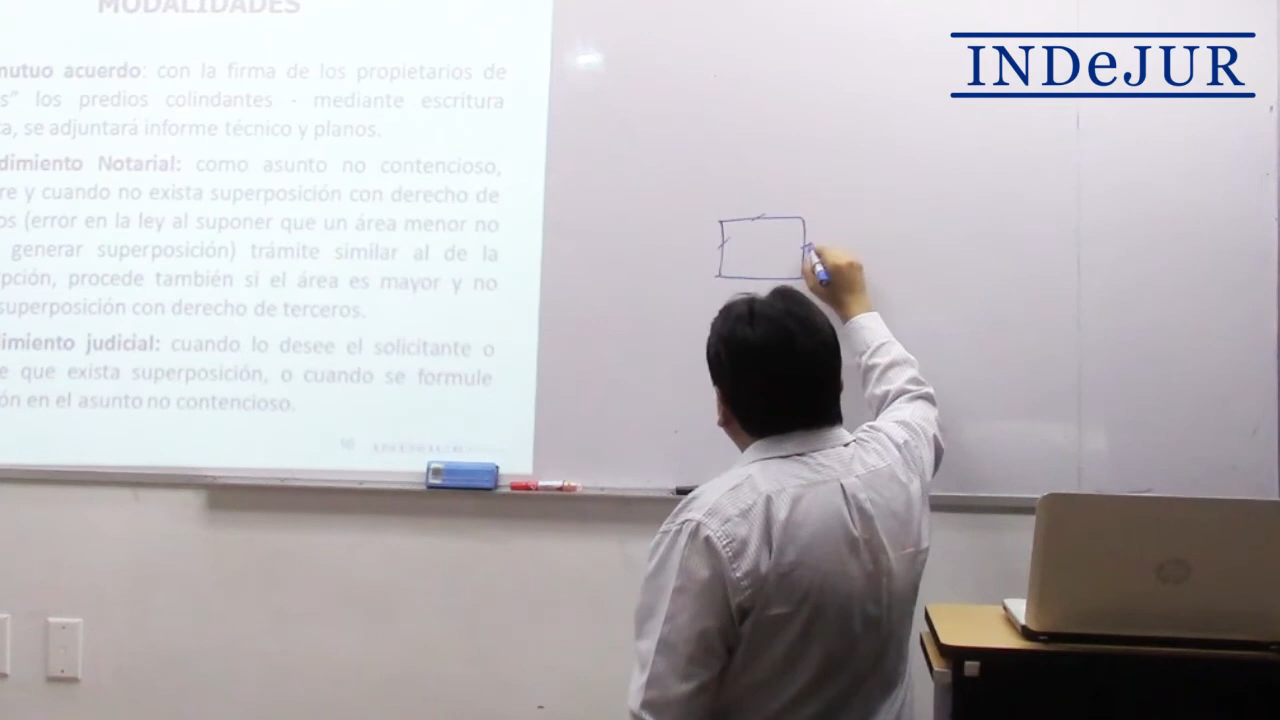 MODALIDADES
INDeJUR
mutuo acuerdo: con la firma de los propietarios de
s" los predios colindantes - mediante escritura
a, se adjuntará informe técnico y planos.
dimiento Notarial: como asunto no contencioso,
re y cuando no exista superposición con derecho de
os (error en la ley al suponer que un área menor no
generar superposición) trámite similar al de la
pción, procede también si el área es mayor y no
superposición con derecho de terceros.
imiento judicial: cuando lo desee el solicitante o
e que exista superposición, o cuando se formule
ón en el asunto no contencioso.
INDEJUR
hp